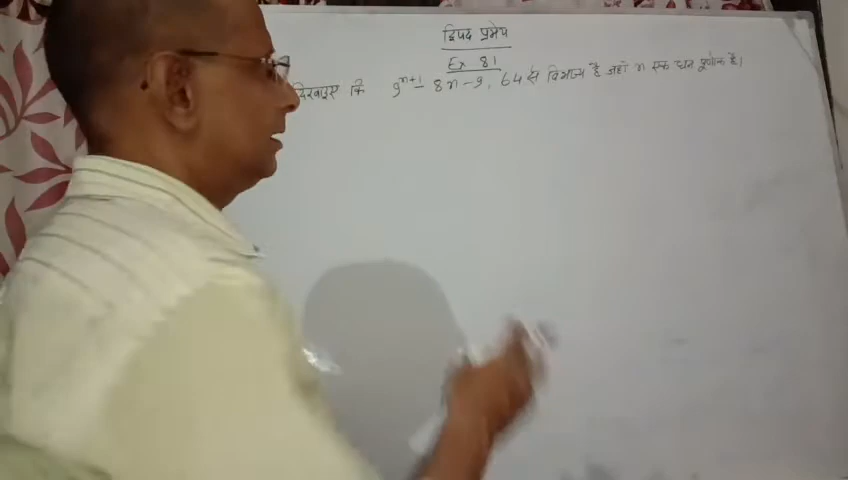 द्विपद प्रमेय
Ex 8.1
दिखाइए कि 9ⁿ⁺¹ - 8n - 9, 64 से विभाज्य है जहाँ n एक धन पूर्णांक है।